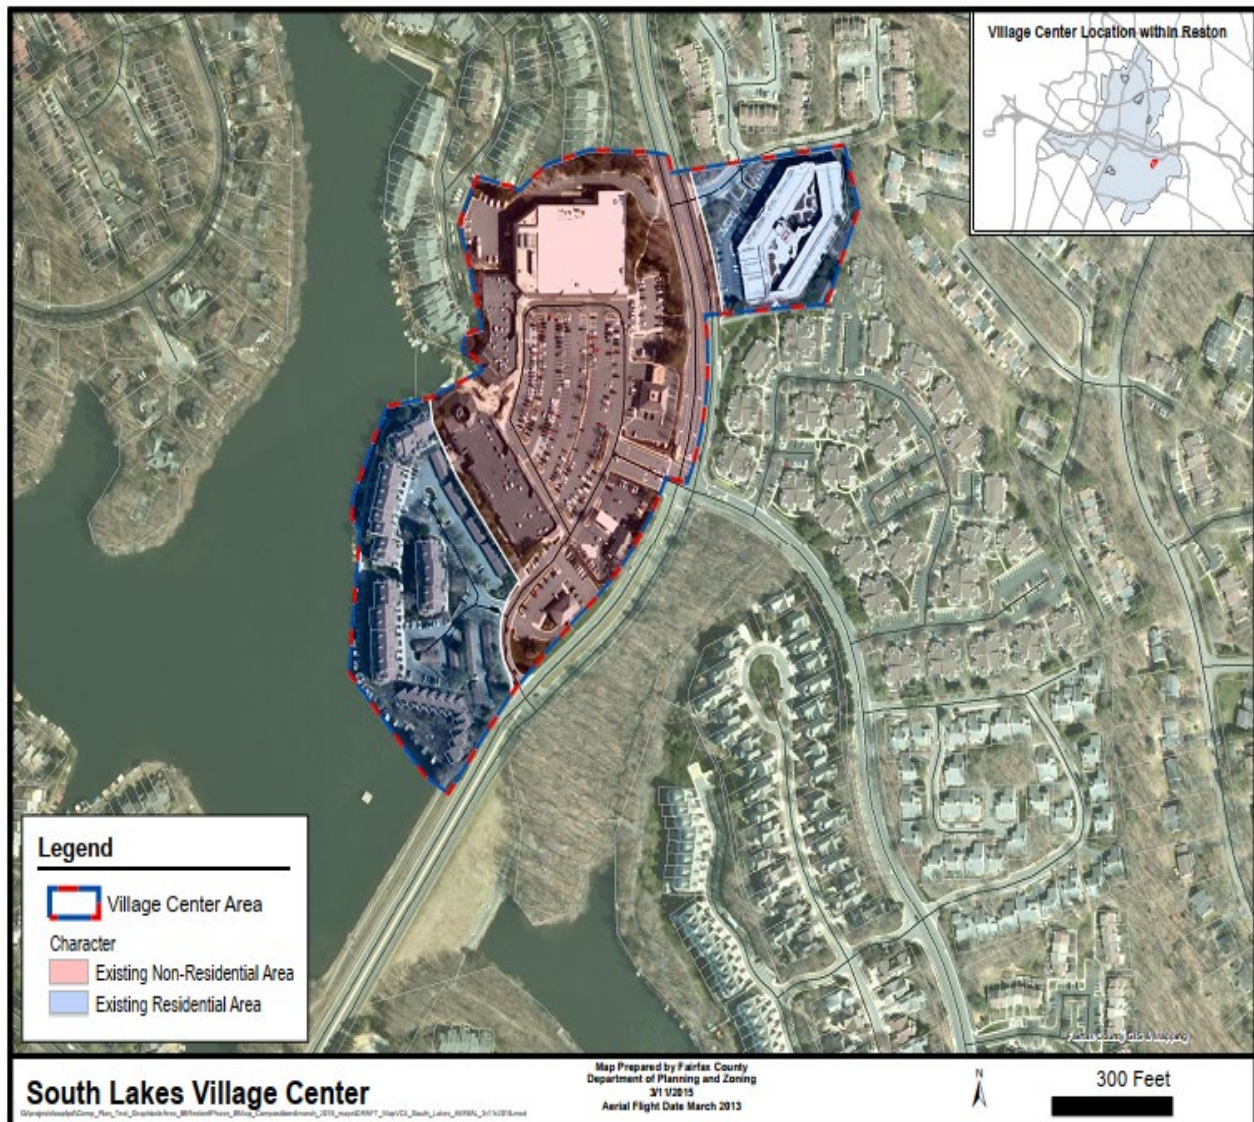 Village Center Location within Reston
Legend
Village Center Area
Character
Existing Non-Residential Area
Existing Residential Area
South Lakes Village Center
Map Prepared by Fairfax County
Department of Planning and Zoning
3/11/2015
Aerial Flight Date March 2013
N
300 Feet